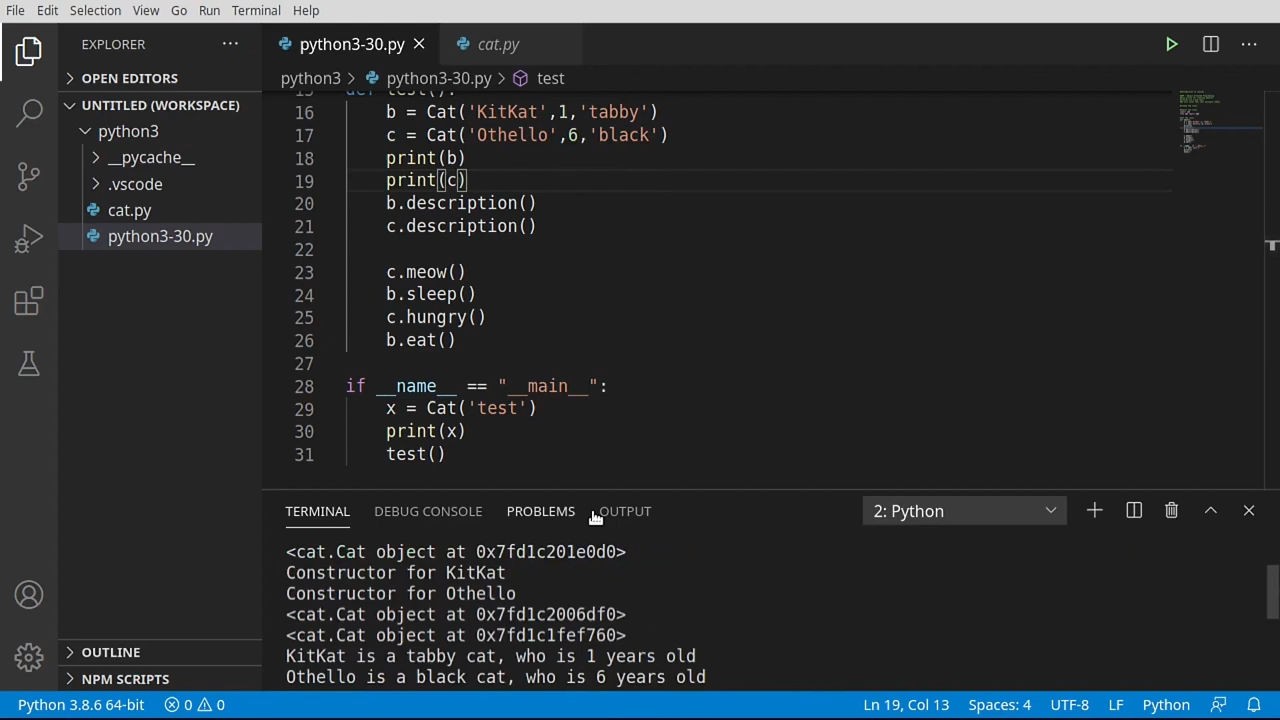 File Edit Selection View Go Run Terminal Help
EXPLORER
python3-30.py
cat.py
OPEN EDITORS
python3 > python3-30.py > test
UNTITLED (WORKSPACE)
python3
__pycache__
.vscode
cat.py
python3-30.py
15 def test():
16 b = Cat('KitKat',1,'tabby')
17 c = Cat('Othello',6,'black')
18 print(b)
19 print(c)
20 b.description()
21 c.description()
22
23 c.meow()
24 b.sleep()
25 c.hungry()
26 b.eat()
27
28 if __name__ == "__main__":
29 x = Cat('test')
30 print(x)
31 test()
TERMINAL DEBUG CONSOLE PROBLEMS OUTPUT 2: Python
<cat.Cat object at 0x7fd1c201e0d0>
Constructor for KitKat
Constructor for Othello
<cat.Cat object at 0x7fd1c2006df0>
<cat.Cat object at 0x7fd1c1fef760>
KitKat is a tabby cat, who is 1 years old
Othello is a black cat, who is 6 years old
OUTLINE
NPM SCRIPTS
Python 3.8.6 64-bit 0 0 Ln 19, Col 13 Spaces: 4 UTF-8 LF Python